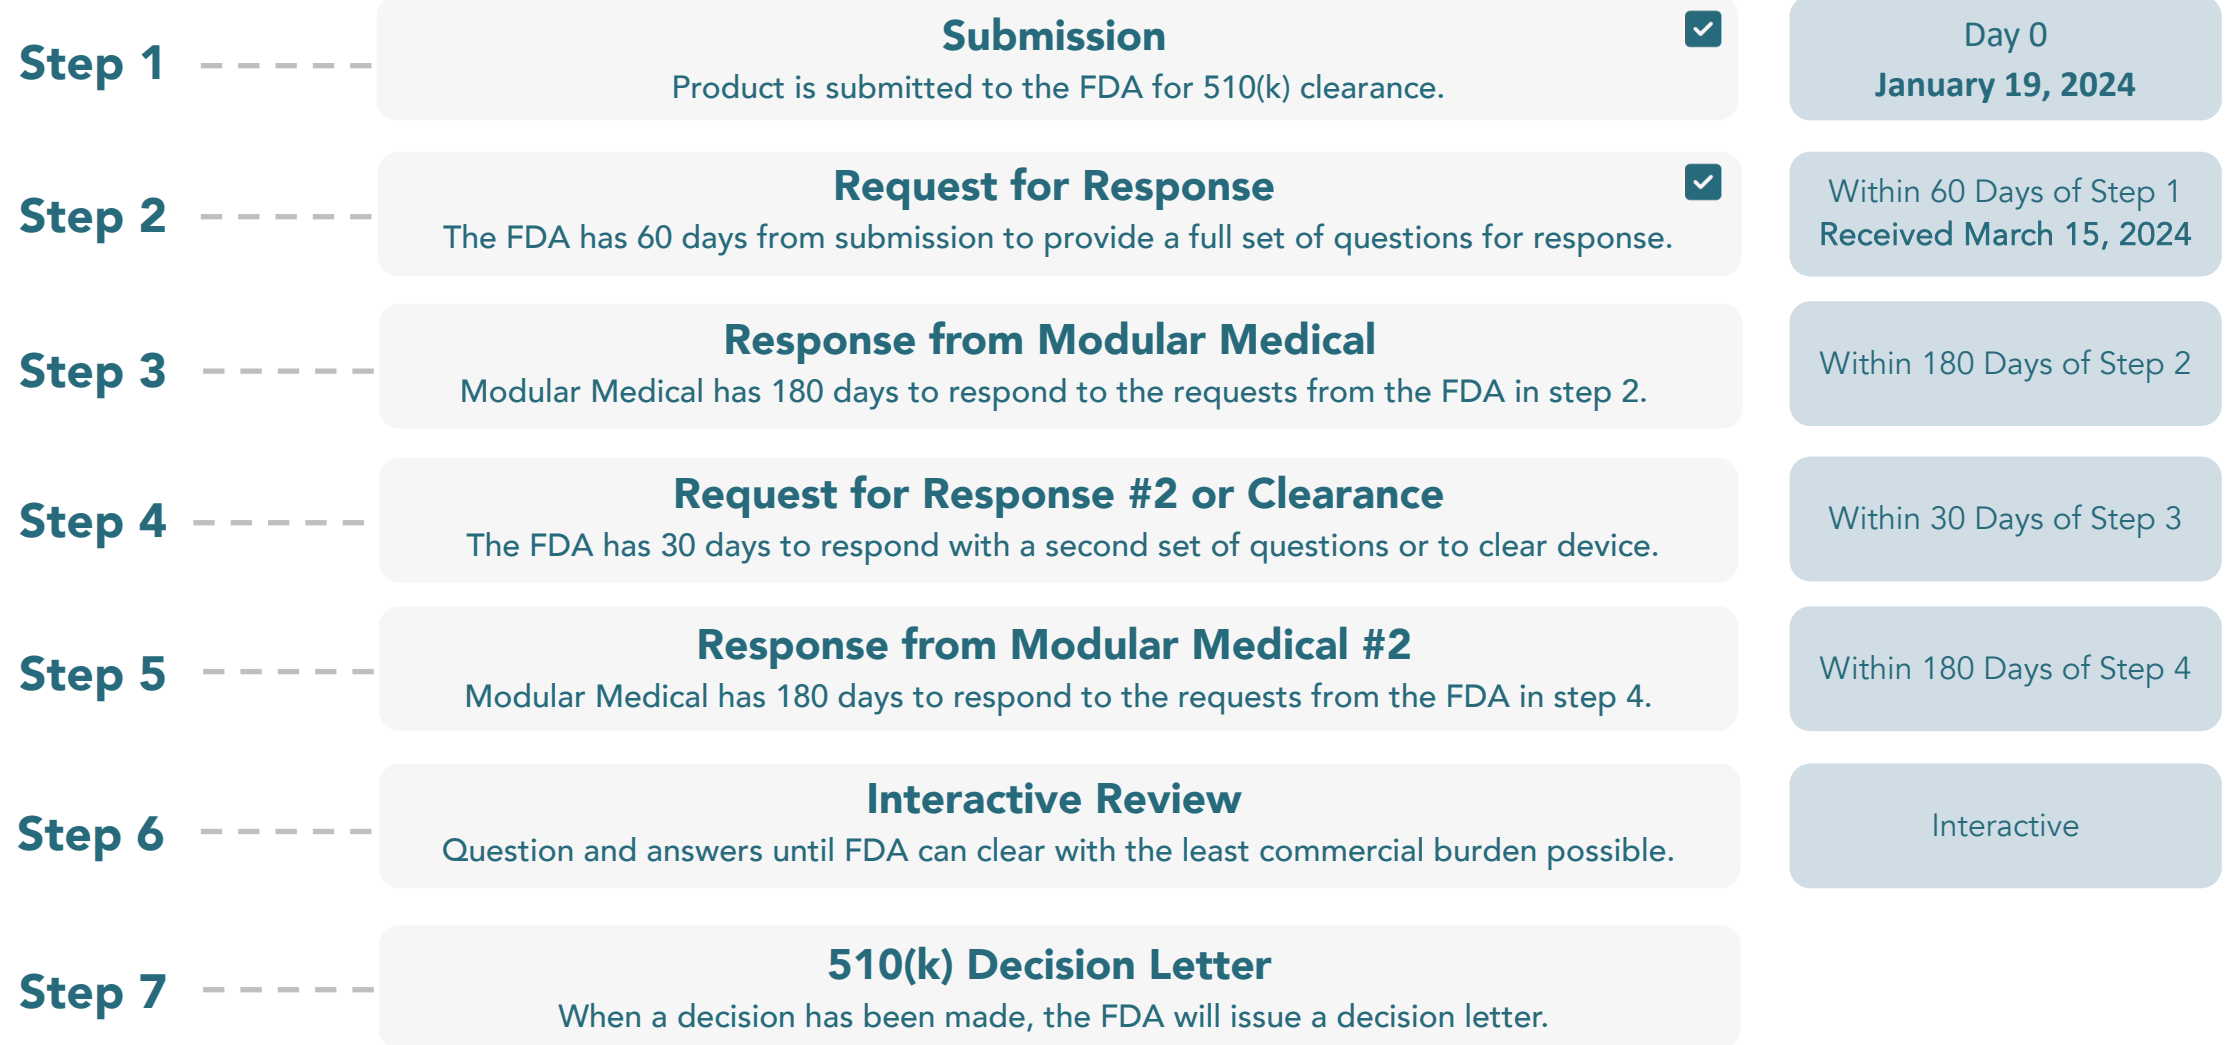 Step 1
Submission
Product is submitted to the FDA for 510(k) clearance.
Day 0
January 19, 2024
Step 2
Request for Response
The FDA has 60 days from submission to provide a full set of questions for response.
Within 60 Days of Step 1
Received March 15, 2024
Step 3
Response from Modular Medical
Modular Medical has 180 days to respond to the requests from the FDA in step 2.
Within 180 Days of Step 2
Step 4
Request for Response #2 or Clearance
The FDA has 30 days to respond with a second set of questions or to clear device.
Within 30 Days of Step 3
Step 5
Response from Modular Medical #2
Modular Medical has 180 days to respond to the requests from the FDA in step 4.
Within 180 Days of Step 4
Step 6
Interactive Review
Question and answers until FDA can clear with the least commercial burden possible.
Interactive
Step 7
510(k) Decision Letter
When a decision has been made, the FDA will issue a decision letter.